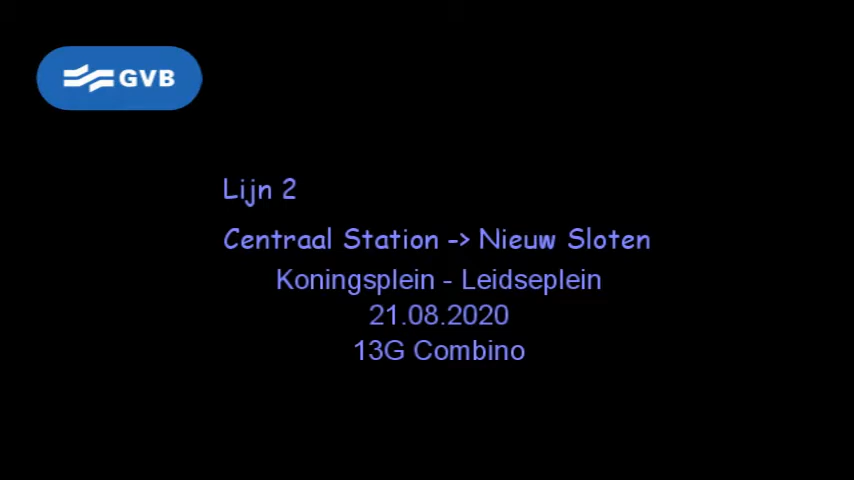 GVB
Lijn 2
Centraal Station -> Nieuw Sloten
Koningsplein - Leidseplein
21.08.2020
13G Combino